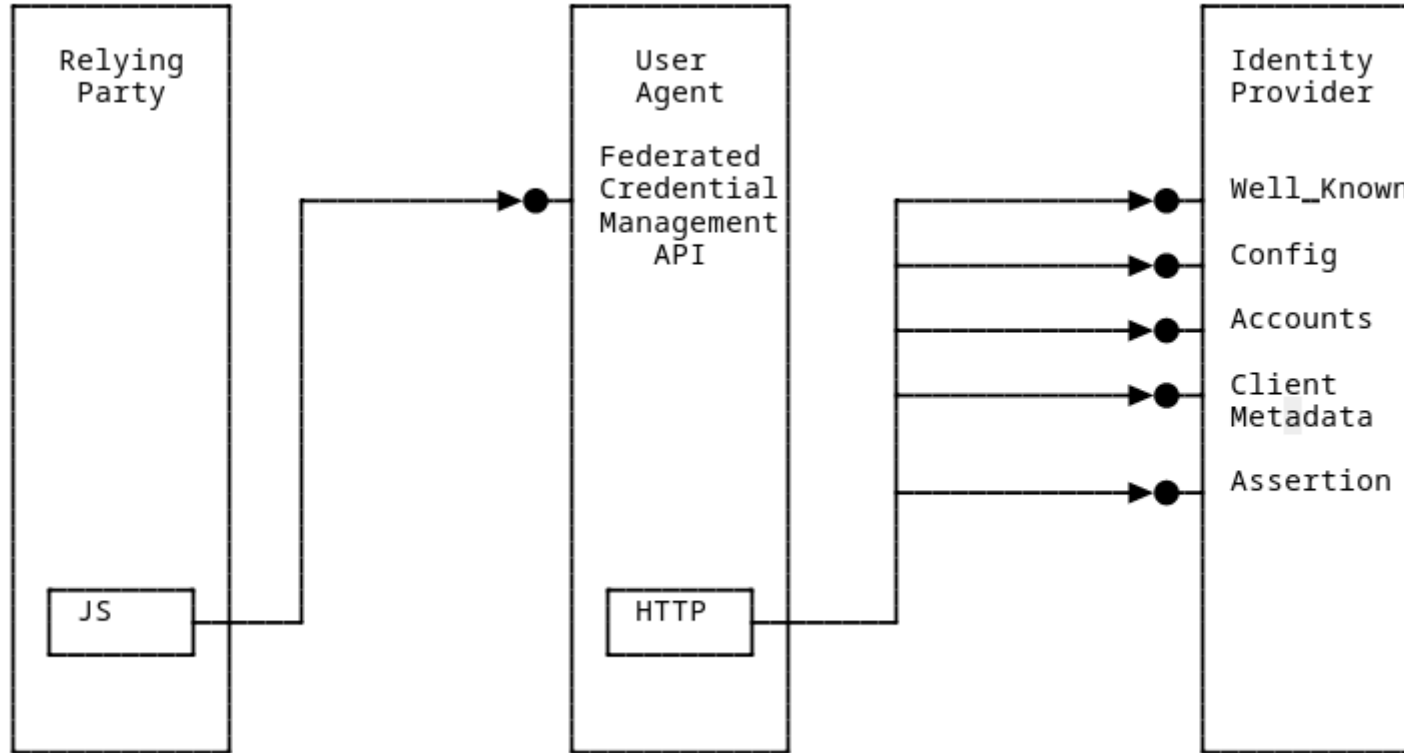 Relying
Party
User
Agent
Federated
Credential
Management
API
Identity
Provider
Well_Known
Config
Accounts
Client
Metadata
Assertion
JS
HTTP